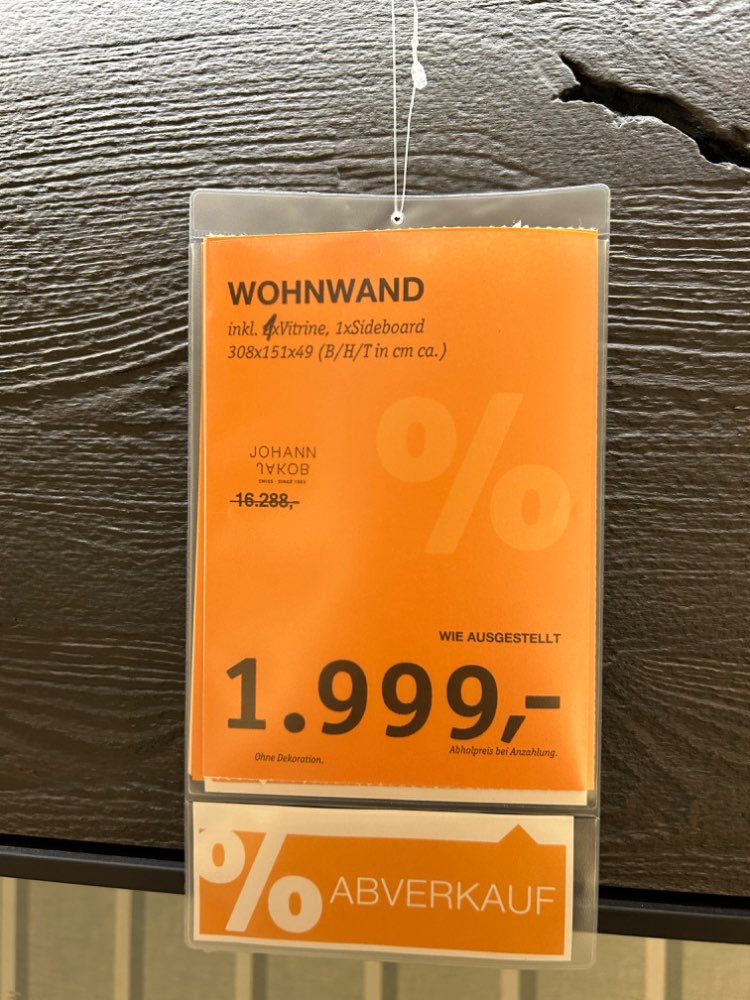 WOHNWAND
inkl. 1xVitrine, 1xSideboard
308x151x49 (B/H/T in cm ca.)
%
JOHANN
JAKOB
SWISS · SINCE 1883
16.288,-
WIE AUSGESTELLT
1.999,-
Ohne Dekoration.
Abholpreis bei Anzahlung.
% ABVERKAUF